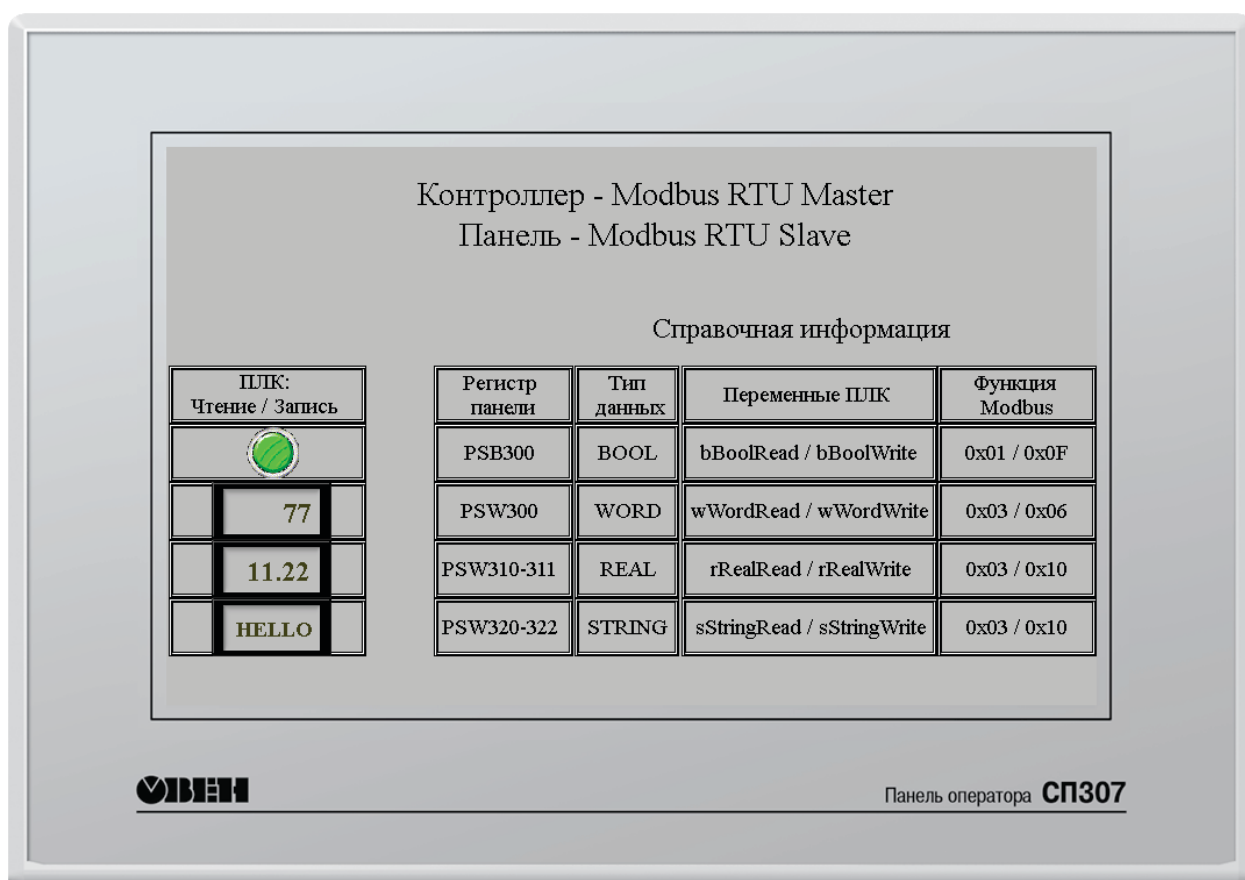 Контроллер - Modbus RTU Master
Панель - Modbus RTU Slave
Справочная информация
ПЛК:
Чтение / Запись
Регистр
панели
Тип
данных
Переменные ПЛК
Функция
Modbus
PSB300
BOOL
bBoolRead / bBoolWrite
0x01 / 0x0F
77
PSW300
WORD
wWordRead / wWordWrite
0x03 / 0x06
11.22
PSW310-311
REAL
rRealRead / rRealWrite
0x03 / 0x10
HELLO
PSW320-322
STRING
sStringRead / sStringWrite
0x03 / 0x10
ОВЕН
Панель оператора СП307